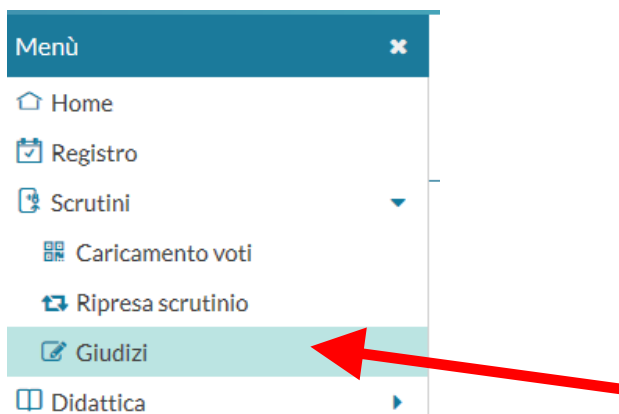 Menù
Home
Registro
Scrutini
Caricamento voti
Ripresa scrutinio
Giudizi
Didattica